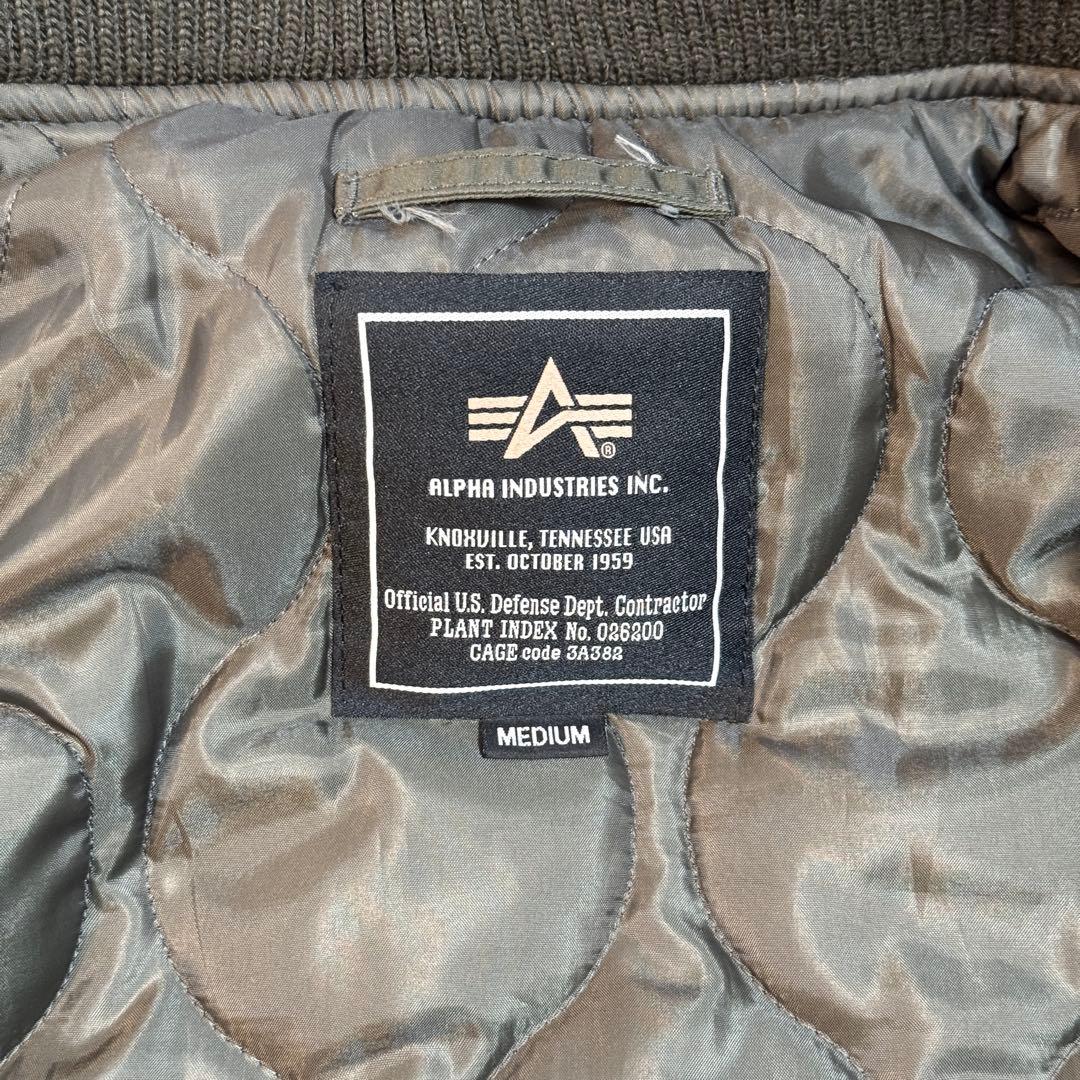 ®
ALPHA INDUSTRIES INC.
KNOXVILLE, TENNESSEE USA
EST. OCTOBER 1959
Official U.S. Defense Dept. Contractor
PLANT INDEX No. 026200
CAGE code 3A382
MEDIUM